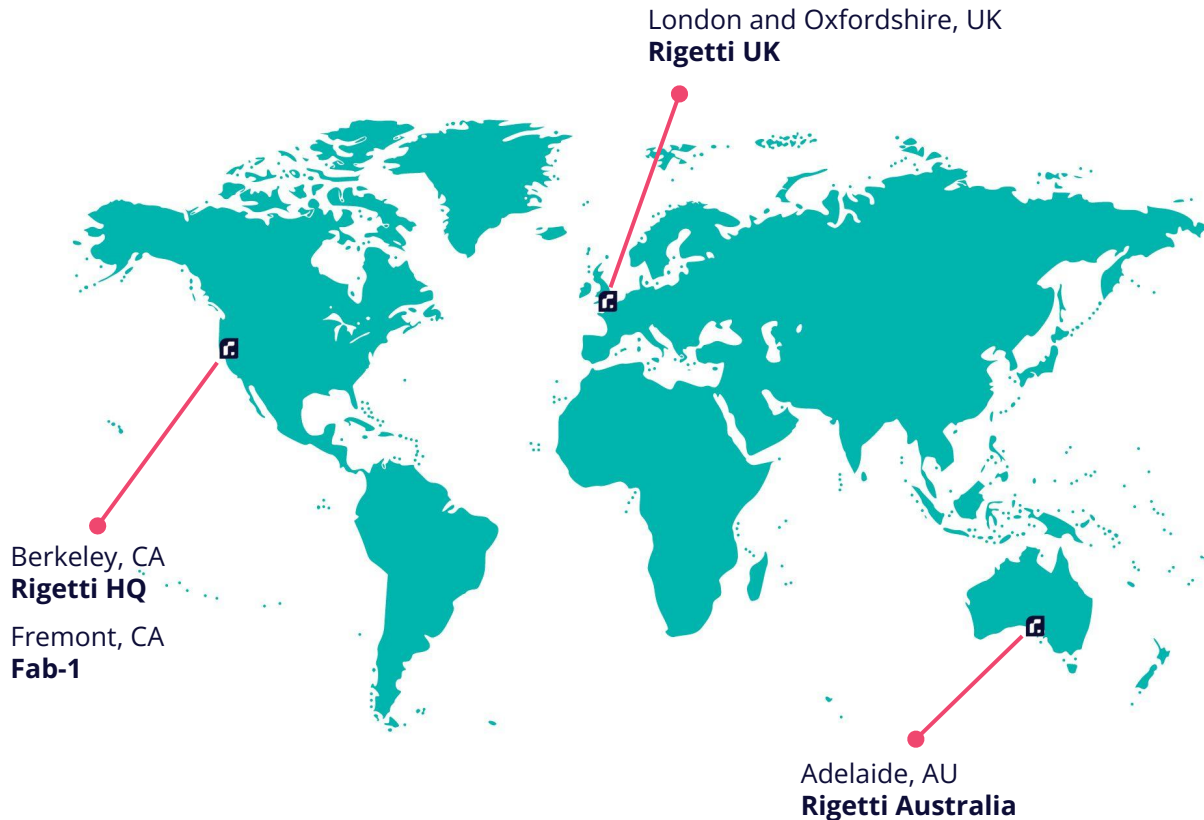 London and Oxfordshire, UK
Rigetti UK
Berkeley, CA
Rigetti HQ
Fremont, CA
Fab-1
Adelaide, AU
Rigetti Australia